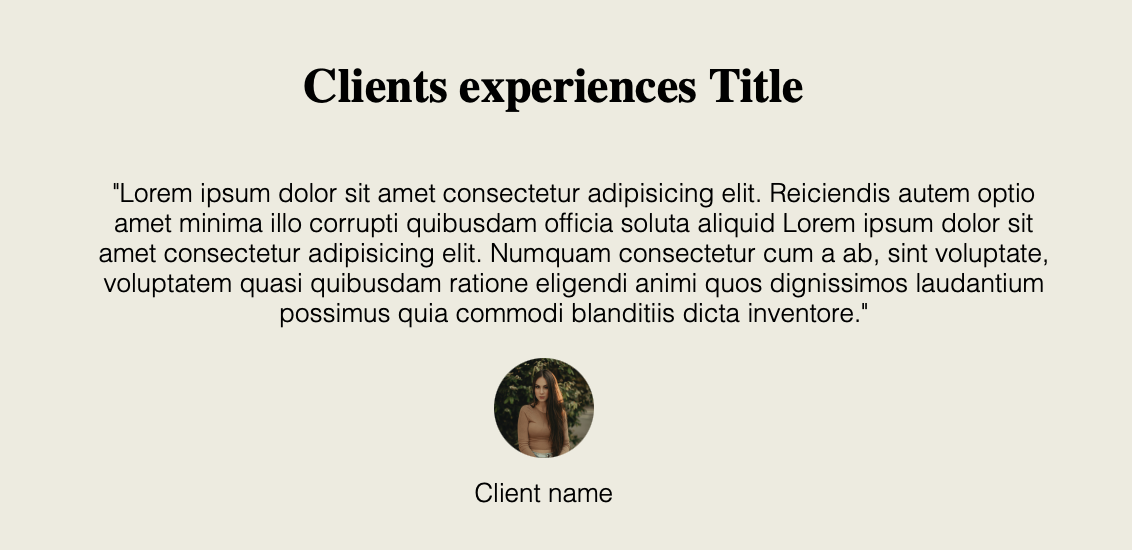 Clients experiences Title
"Lorem ipsum dolor sit amet consectetur adipisicing elit. Reiciendis autem optio
amet minima illo corrupti quibusdam officia soluta aliquid Lorem ipsum dolor sit
amet consectetur adipisicing elit. Numquam consectetur cum a ab, sint voluptate,
voluptatem quasi quibusdam ratione eligendi animi quos dignissimos laudantium
possimus quia commodi blanditiis dicta inventore."
Client name